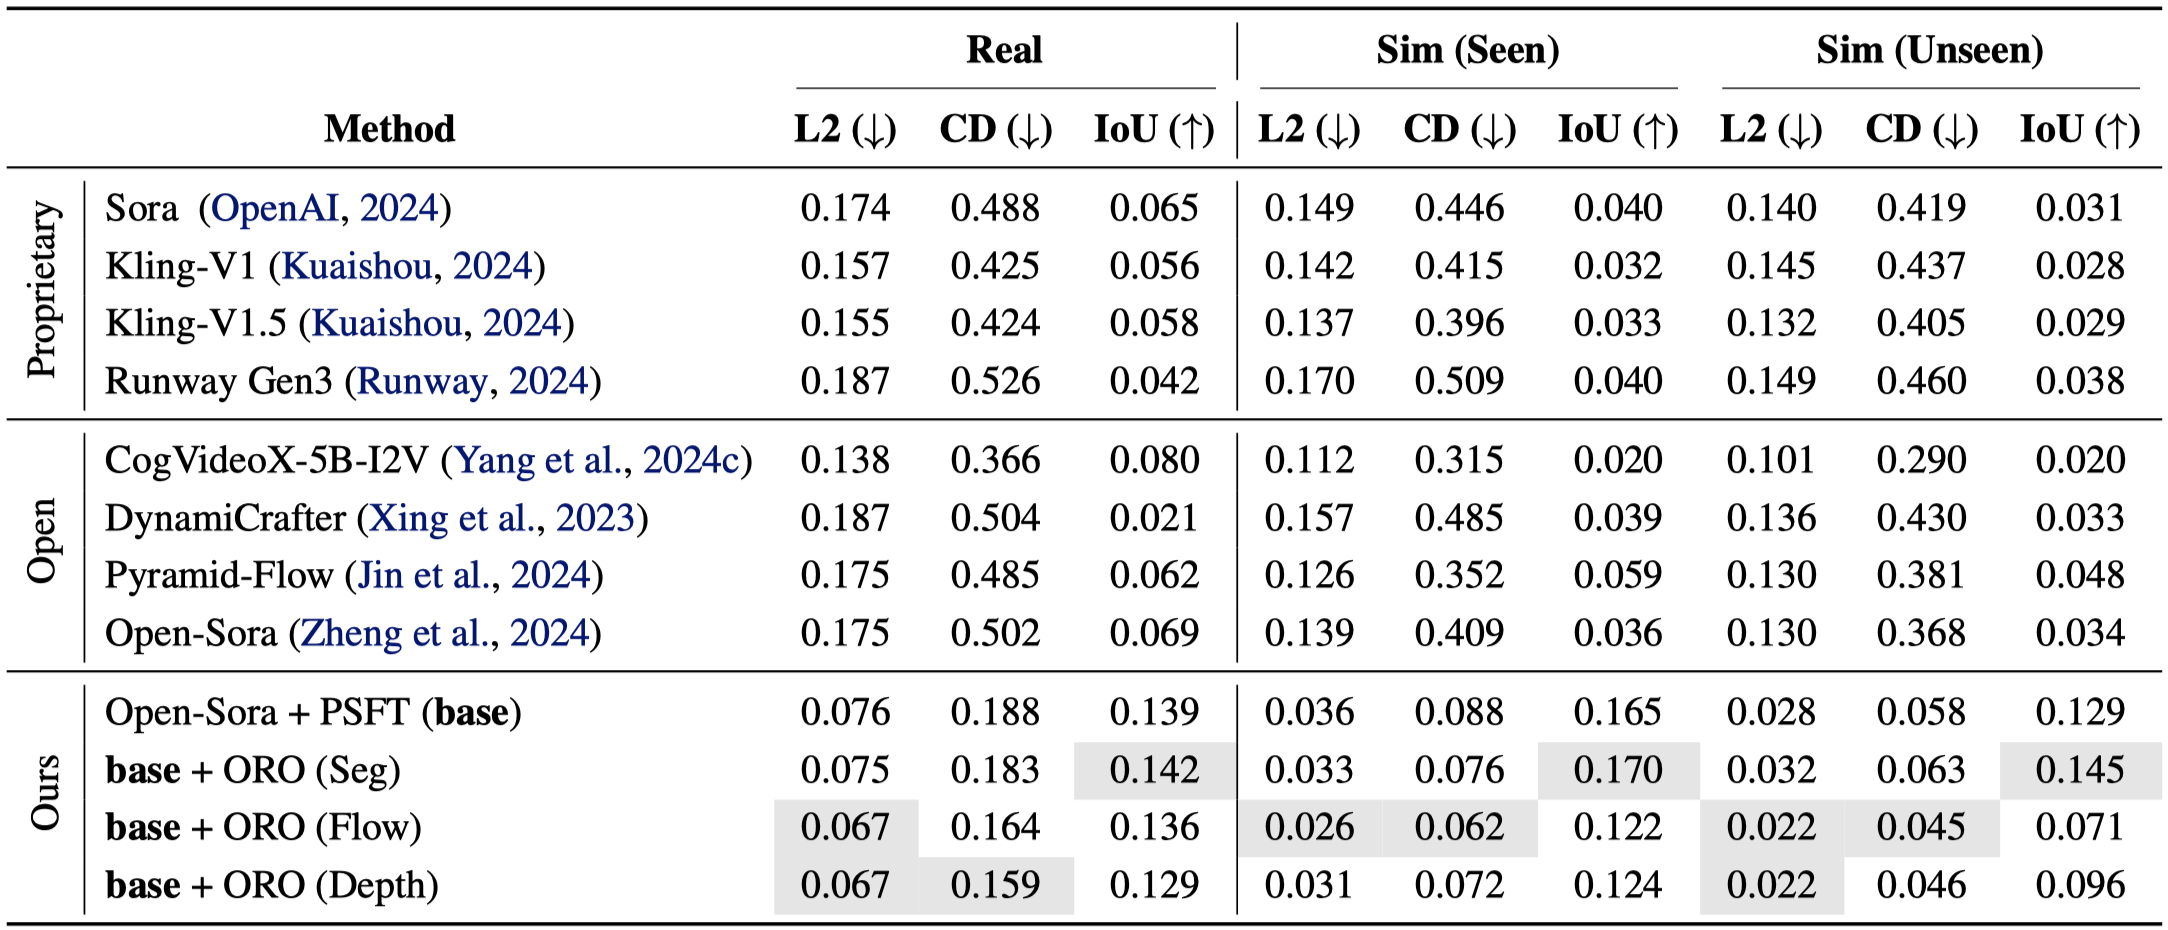 Real Sim (Seen) Sim (Unseen)
Method L2 (↓) CD (↓) IoU (↑) L2 (↓) CD (↓) IoU (↑) L2 (↓) CD (↓) IoU (↑)
Proprietary
Sora (OpenAI, 2024) 0.174 0.488 0.065 0.149 0.446 0.040 0.140 0.419 0.031
Kling-V1 (Kuaishou, 2024) 0.157 0.425 0.056 0.142 0.415 0.032 0.145 0.437 0.028
Kling-V1.5 (Kuaishou, 2024) 0.155 0.424 0.058 0.137 0.396 0.033 0.132 0.405 0.029
Runway Gen3 (Runway, 2024) 0.187 0.526 0.042 0.170 0.509 0.040 0.149 0.460 0.038
Open
CogVideoX-5B-I2V (Yang et al., 2024c) 0.138 0.366 0.080 0.112 0.315 0.020 0.101 0.290 0.020
DynamiCrafter (Xing et al., 2023) 0.187 0.504 0.021 0.157 0.485 0.039 0.136 0.430 0.033
Pyramid-Flow (Jin et al., 2024) 0.175 0.485 0.062 0.126 0.352 0.059 0.130 0.381 0.048
Open-Sora (Zheng et al., 2024) 0.175 0.502 0.069 0.139 0.409 0.036 0.130 0.368 0.034
Ours
Open-Sora + PSFT (base) 0.076 0.188 0.139 0.036 0.088 0.165 0.028 0.058 0.129
base + ORO (Seg) 0.075 0.183 0.142 0.033 0.076 0.170 0.032 0.063 0.145
base + ORO (Flow) 0.067 0.164 0.136 0.026 0.062 0.122 0.022 0.045 0.071
base + ORO (Depth) 0.067 0.159 0.129 0.031 0.072 0.124 0.022 0.046 0.096